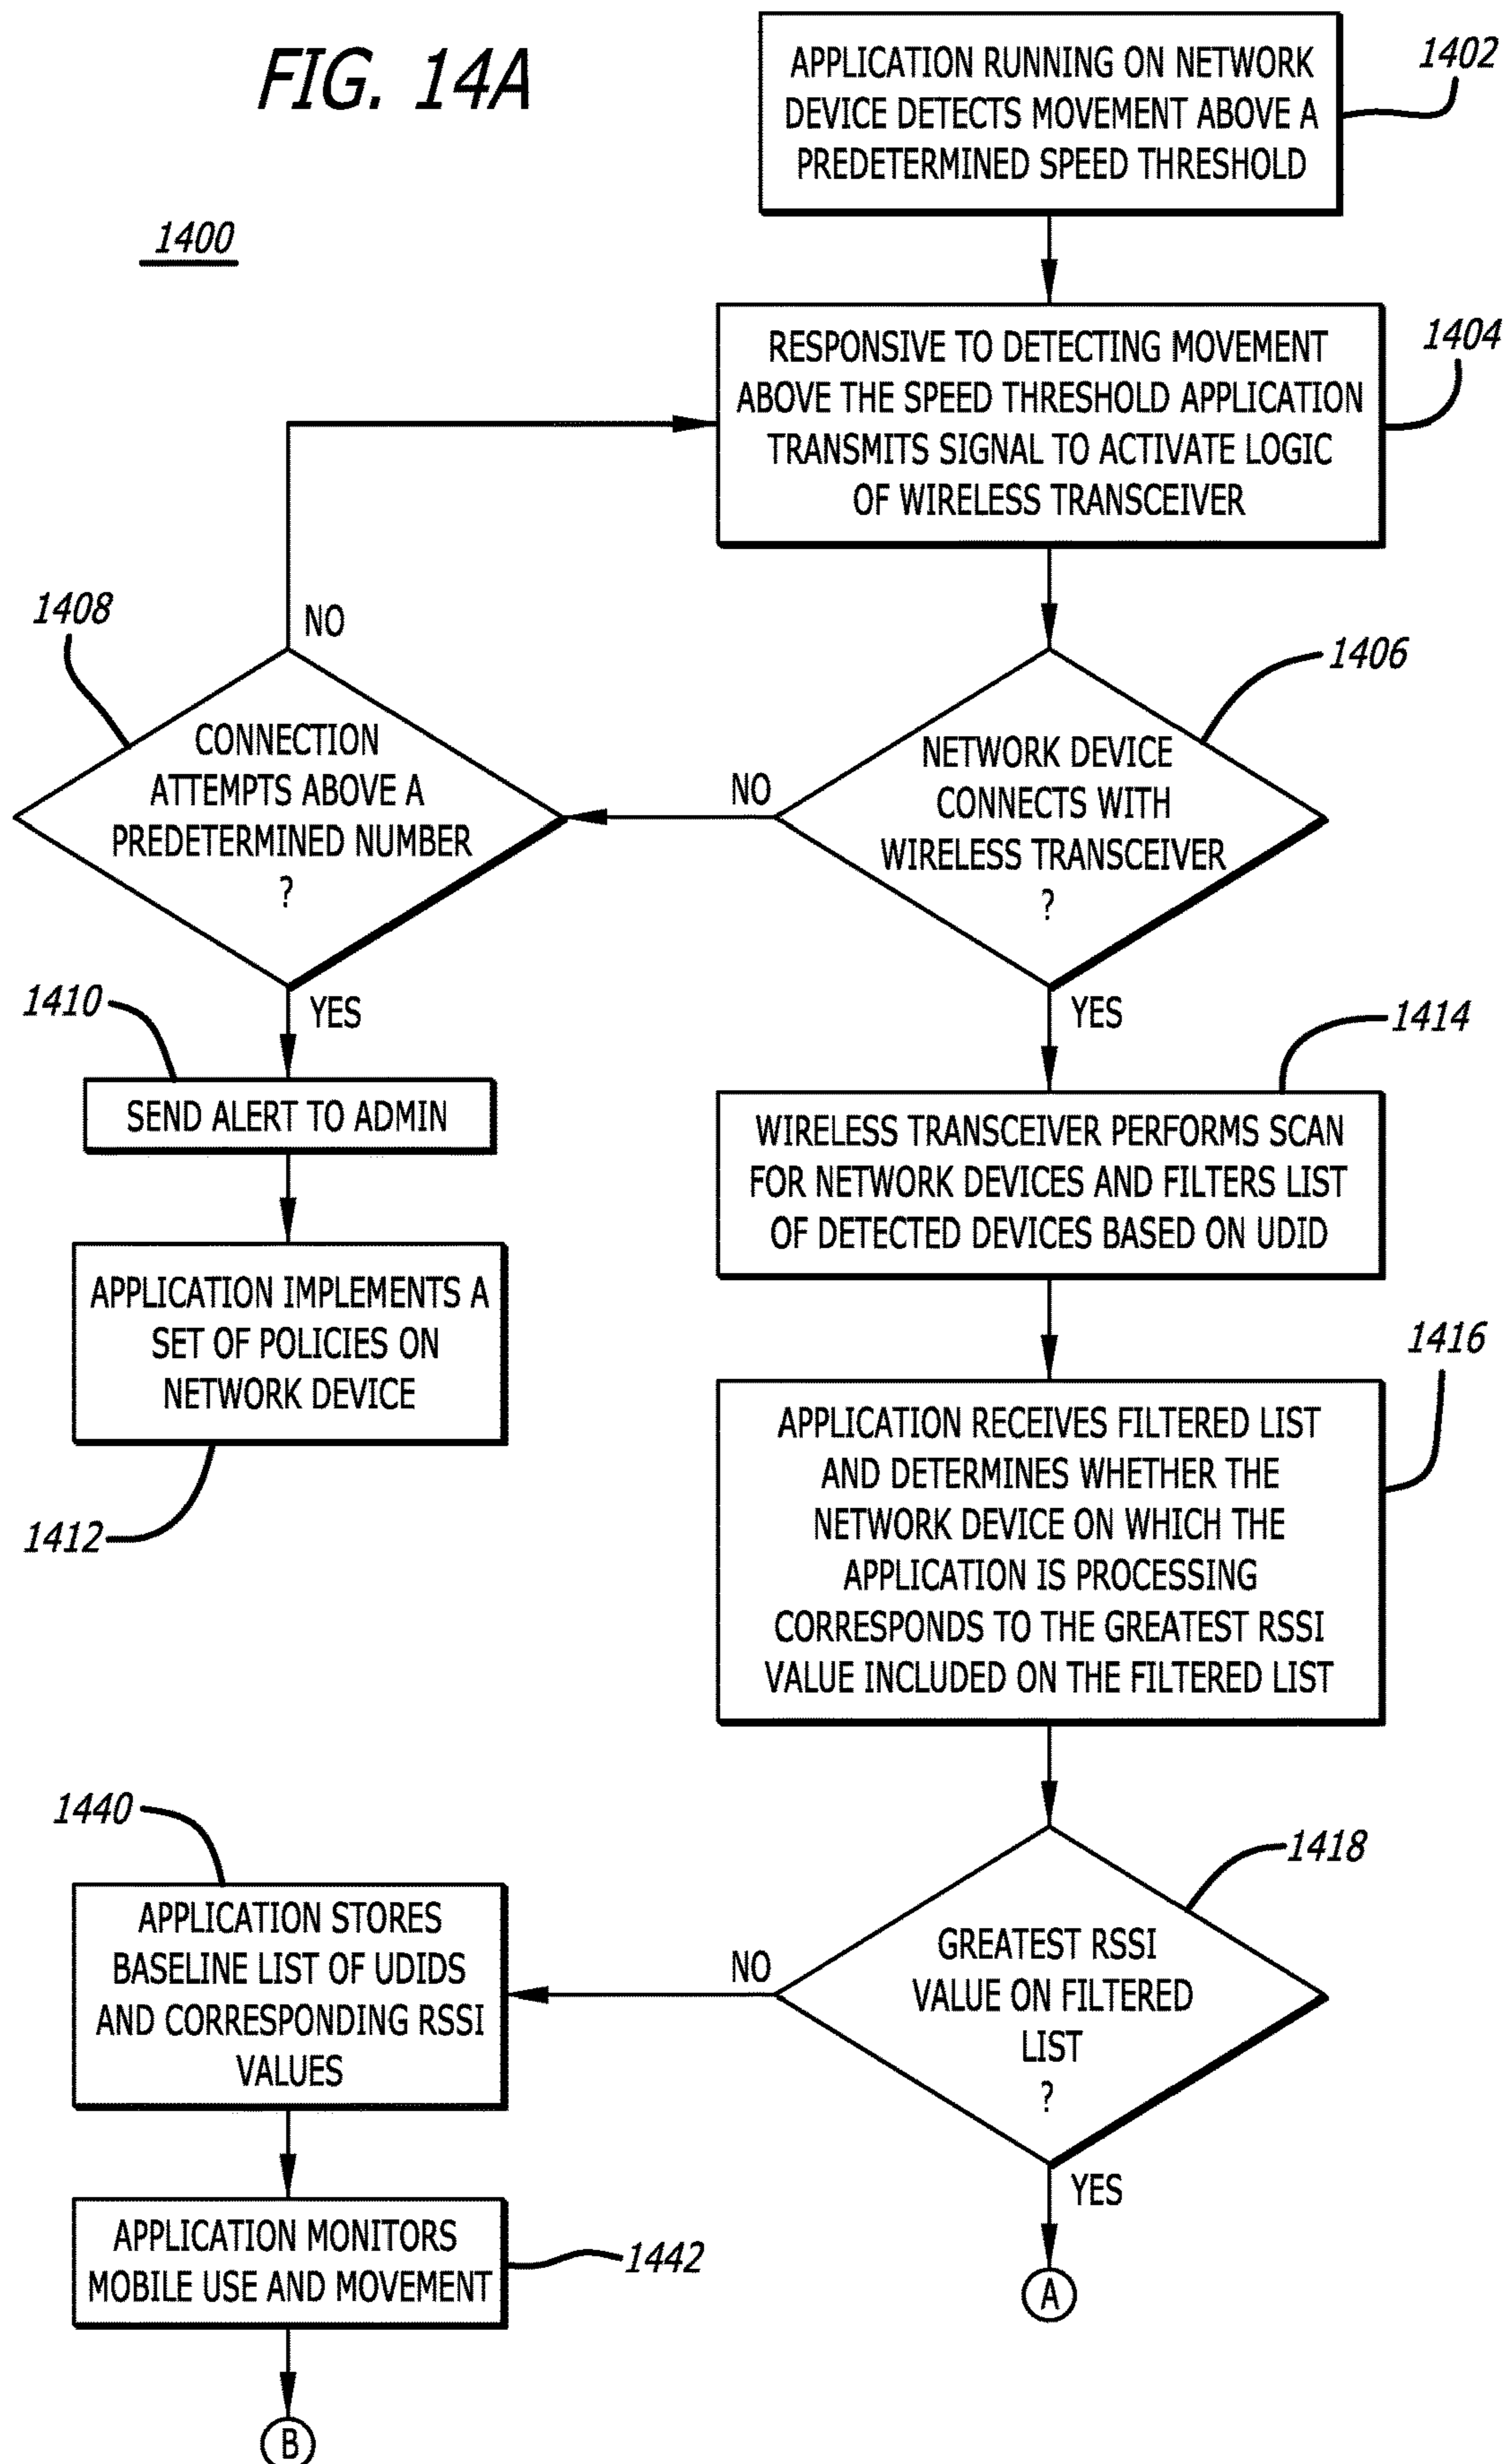 FIG. 14A
1400
APPLICATION RUNNING ON NETWORK
DEVICE DETECTS MOVEMENT ABOVE A
PREDETERMINED SPEED THRESHOLD
1402
RESPONSIVE TO DETECTING MOVEMENT
ABOVE THE SPEED THRESHOLD APPLICATION
TRANSMITS SIGNAL TO ACTIVATE LOGIC
OF WIRELESS TRANSCEIVER
1404
NETWORK DEVICE
CONNECTS WITH
WIRELESS TRANSCEIVER
?
1406
NO
YES
1408
CONNECTION
ATTEMPTS ABOVE A
PREDETERMINED NUMBER
?
NO
YES
1410
SEND ALERT TO ADMIN
APPLICATION IMPLEMENTS A
SET OF POLICIES ON
NETWORK DEVICE
1412
1414
WIRELESS TRANSCEIVER PERFORMS SCAN
FOR NETWORK DEVICES AND FILTERS LIST
OF DETECTED DEVICES BASED ON UDID
1416
APPLICATION RECEIVES FILTERED LIST
AND DETERMINES WHETHER THE
NETWORK DEVICE ON WHICH THE
APPLICATION IS PROCESSING
CORRESPONDS TO THE GREATEST RSSI
VALUE INCLUDED ON THE FILTERED LIST
1418
GREATEST RSSI
VALUE ON FILTERED
LIST
?
NO
YES
A
1440
APPLICATION STORES
BASELINE LIST OF UDIDS
AND CORRESPONDING RSSI
VALUES
APPLICATION MONITORS
MOBILE USE AND MOVEMENT
1442
B